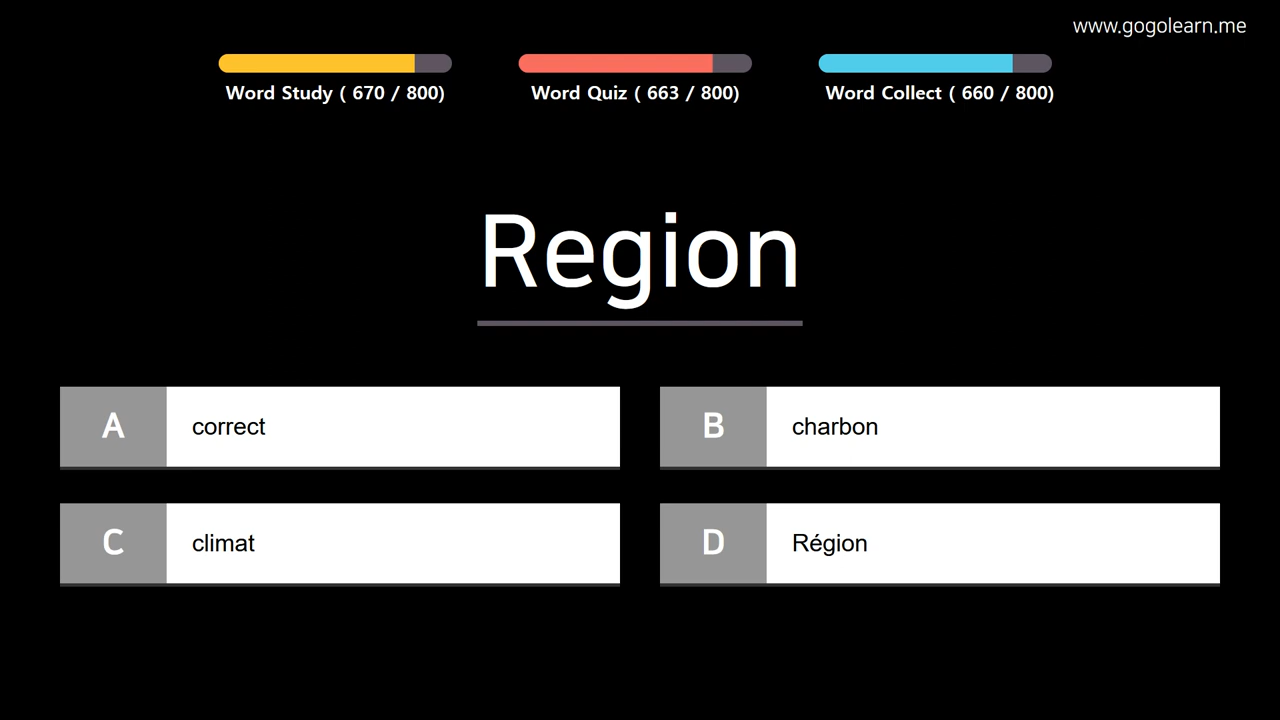 www.gogolearn.me
Word Study ( 670 / 800)
Word Quiz ( 663 / 800)
Word Collect ( 660 / 800)
Region
A correct
B charbon
C climat
D Région